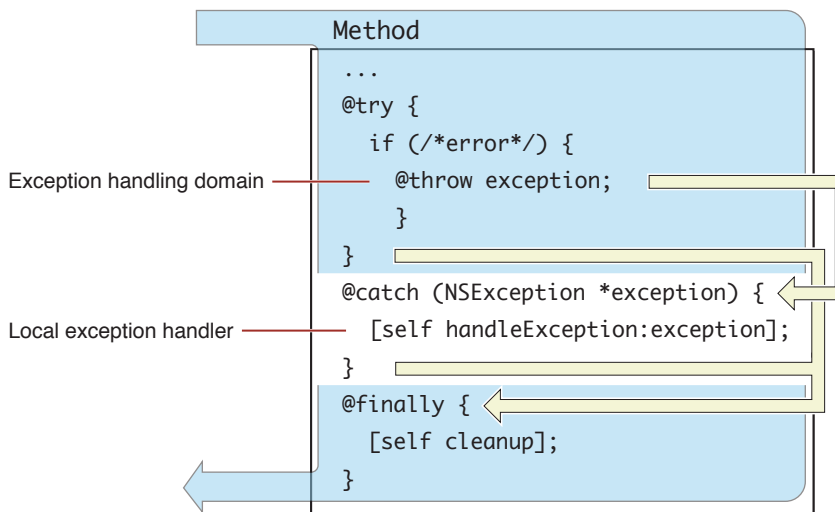 Method
...
@try {
if (/*error*/) {
Exception handling domain
@throw exception;
}
}
@catch (NSException *exception) {
Local exception handler
[self handleException:exception];
}
@finally {
[self cleanup];
}